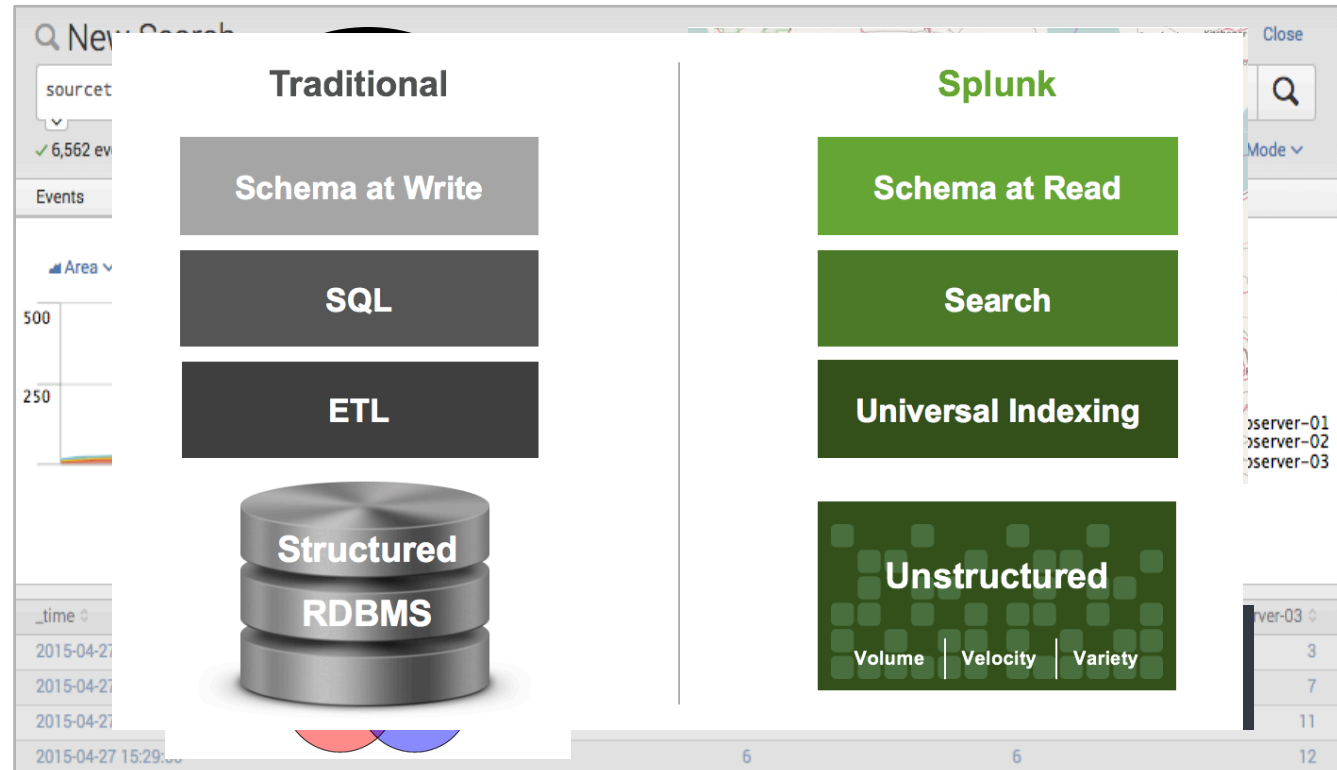 New Search
Close
sourcet
6,562 ev
Mode
Events
Area
500
250
Traditional
Splunk
Schema at Write
Schema at Read
SQL
Search
ETL
Universal Indexing
Structured
RDBMS
Unstructured
Volume Velocity Variety
oserver-01
oserver-02
oserver-03
_time
rver-03
2015-04-27
3
2015-04-27
7
2015-04-27
11
2015-04-27 15:29:
6
6
12